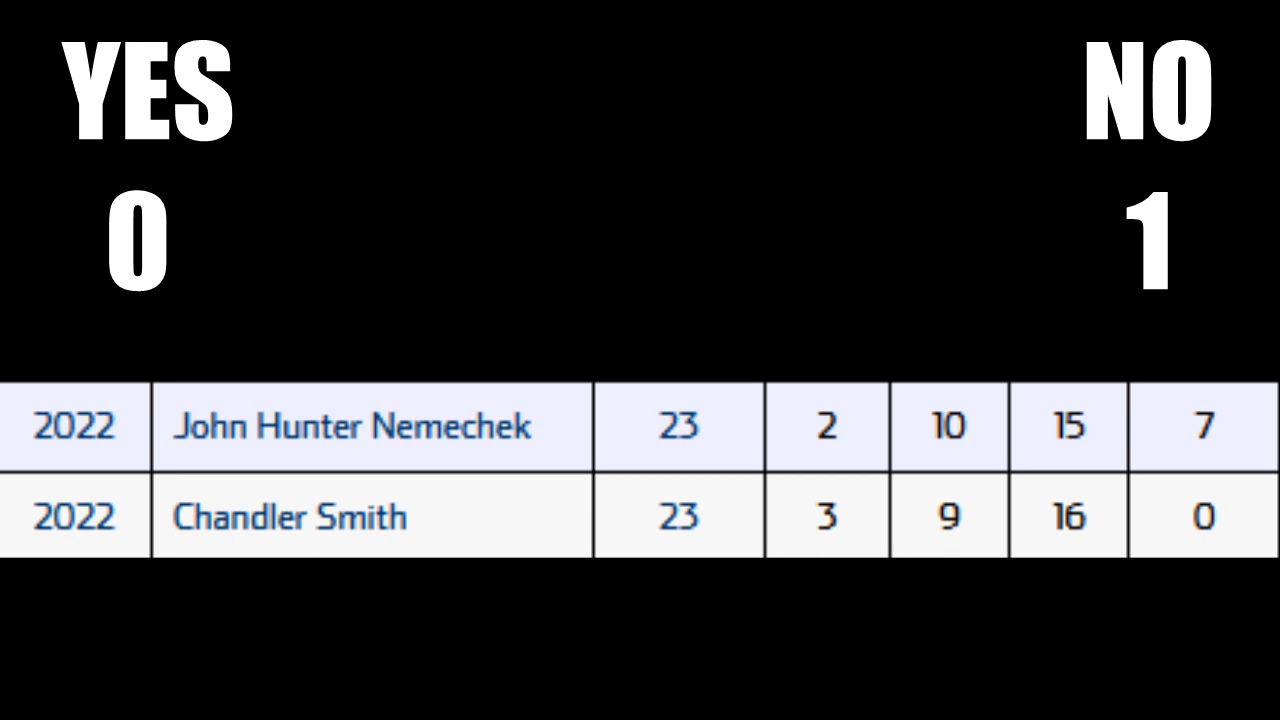 YES NO
0 1
2022 John Hunter Nemechek 23 2 10 15 7
2022 Chandler Smith 23 3 9 16 0